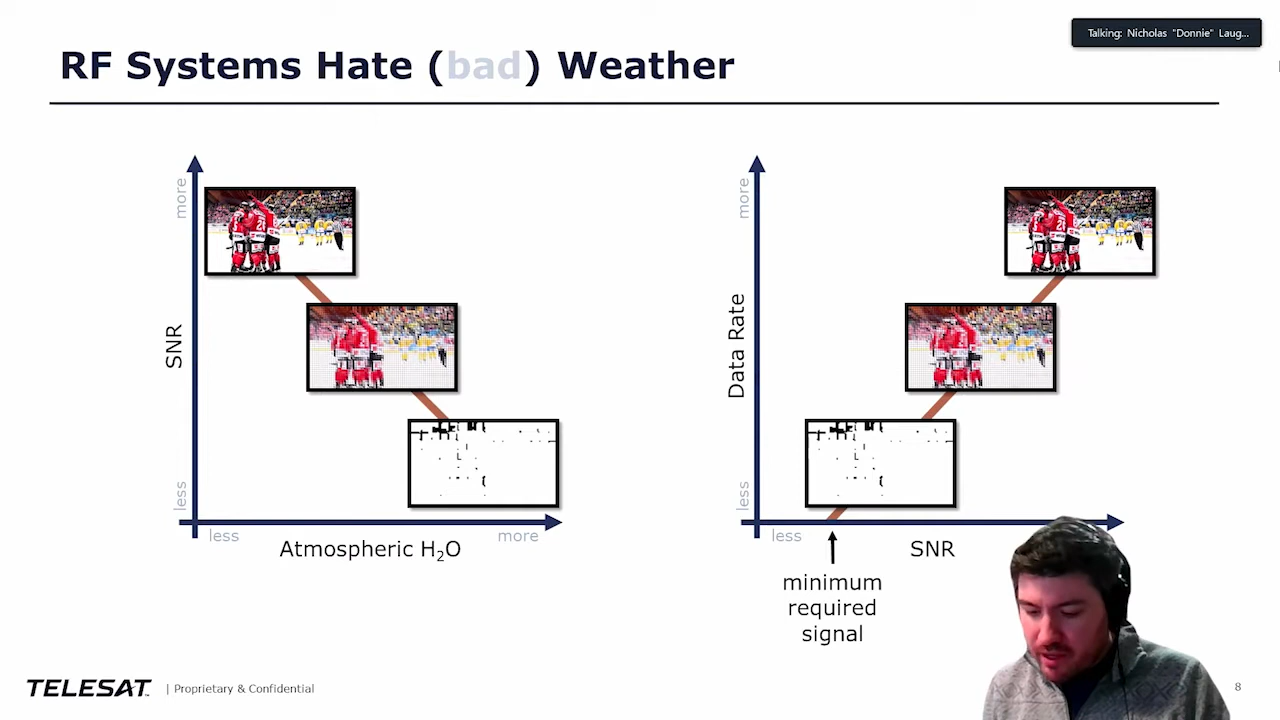 Talking: Nicholas "Donnie" Laug...
RF Systems Hate (bad) Weather
more
SNR
less
less
Atmospheric H₂O
more
more
Data Rate
less
less
SNR
minimum
required
signal
TELESAT
| Proprietary & Confidential
8